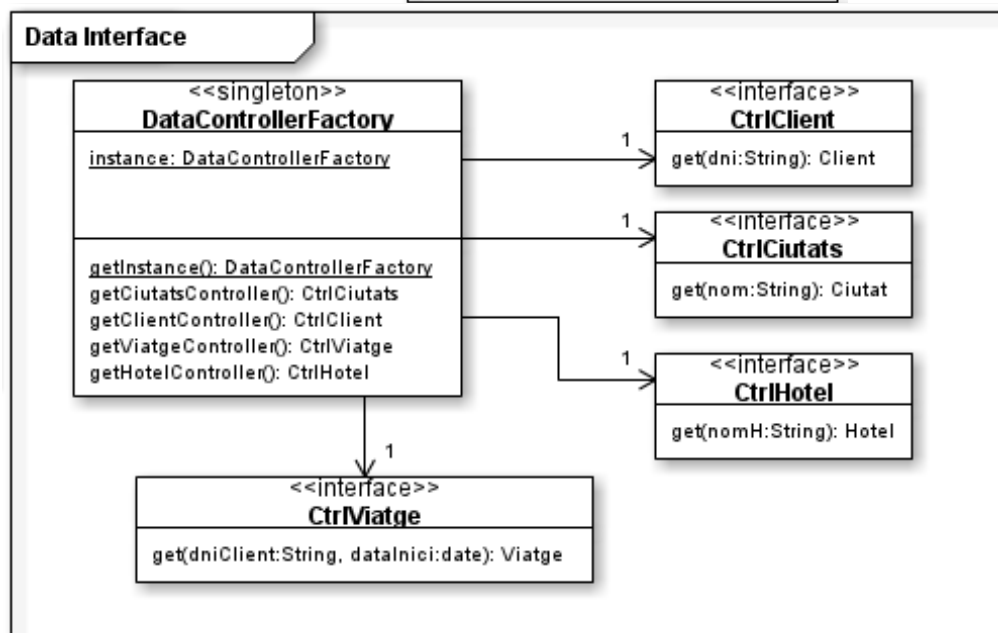 Data Interface
<<singleton>>
DataControllerFactory
instance: DataControllerFactory
getInstance(): DataControllerFactory
getCiutatsController(): CtrlCiutats
getClientController(): CtrlClient
getViatgeController(): CtrlViatge
getHotelController(): CtrlHotel
1
<<interface>>
CtrlClient
get(dni:String): Client
1
<<interface>>
CtrlCiutats
get(nom:String): Ciutat
1
<<interface>>
CtrlHotel
get(nomH:String): Hotel
1
<<interface>>
CtrlViatge
get(dniClient:String, dataInici:date): Viatge